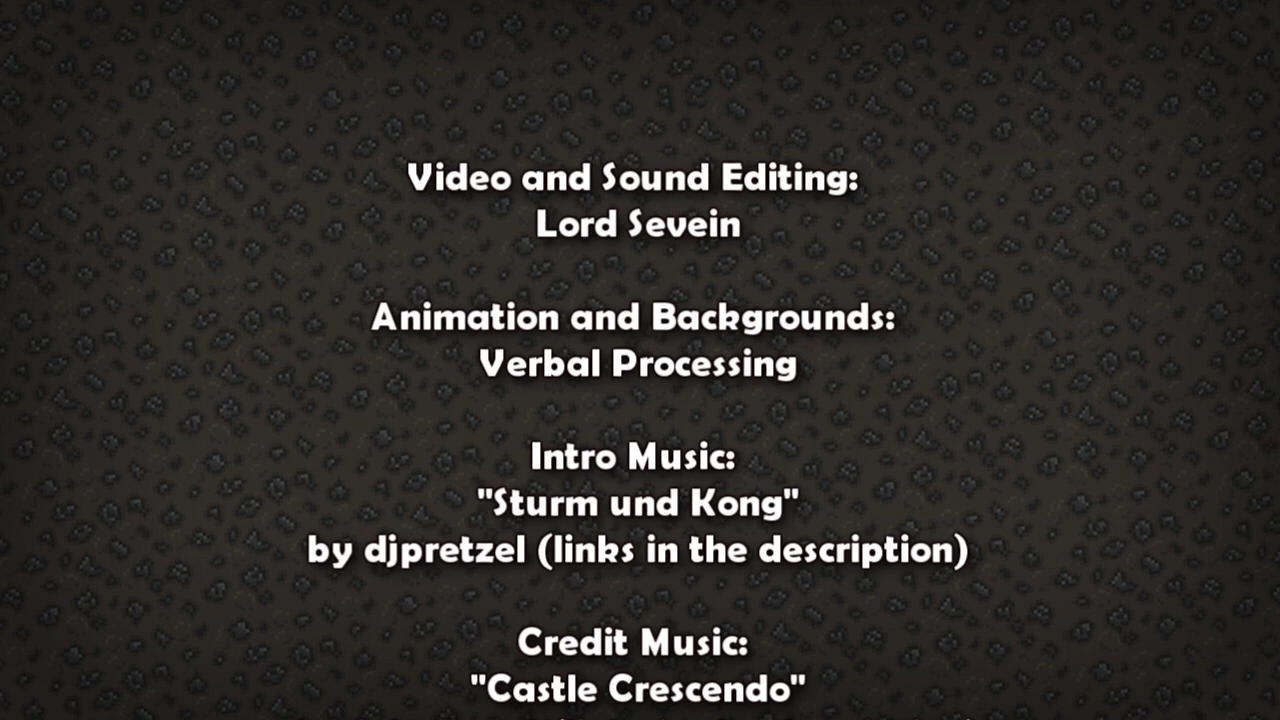 Video and Sound Editing:
Lord Sevein
Animation and Backgrounds:
Verbal Processing
Intro Music:
"Sturm und Kong"
by djpretzel (links in the description)
Credit Music:
"Castle Crescendo"